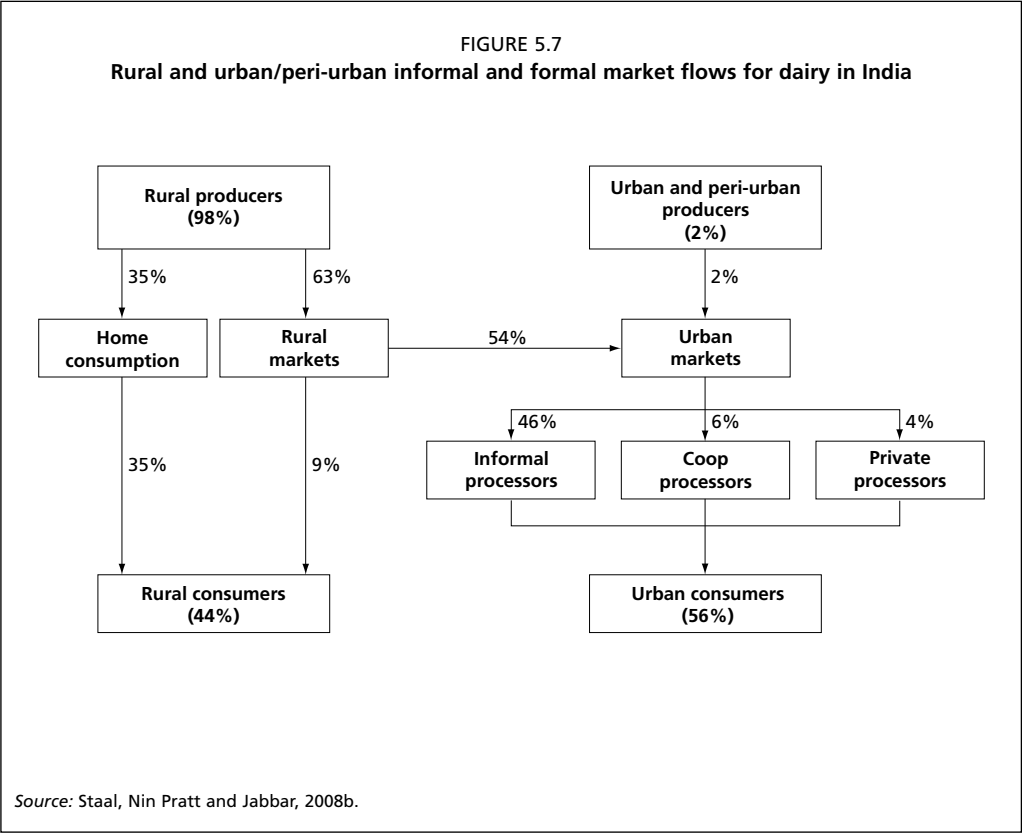 FIGURE 5.7
Rural and urban/peri-urban informal and formal market flows for dairy in India
Rural producers
(98%)
Urban and peri-urban
producers
(2%)
35%
63%
2%
Home
consumption
Rural
markets
54%
Urban
markets
46%
6%
4%
Informal
processors
Coop
processors
Private
processors
35%
9%
Rural consumers
(44%)
Urban consumers
(56%)
Source: Staal, Nin Pratt and Jabbar, 2008b.